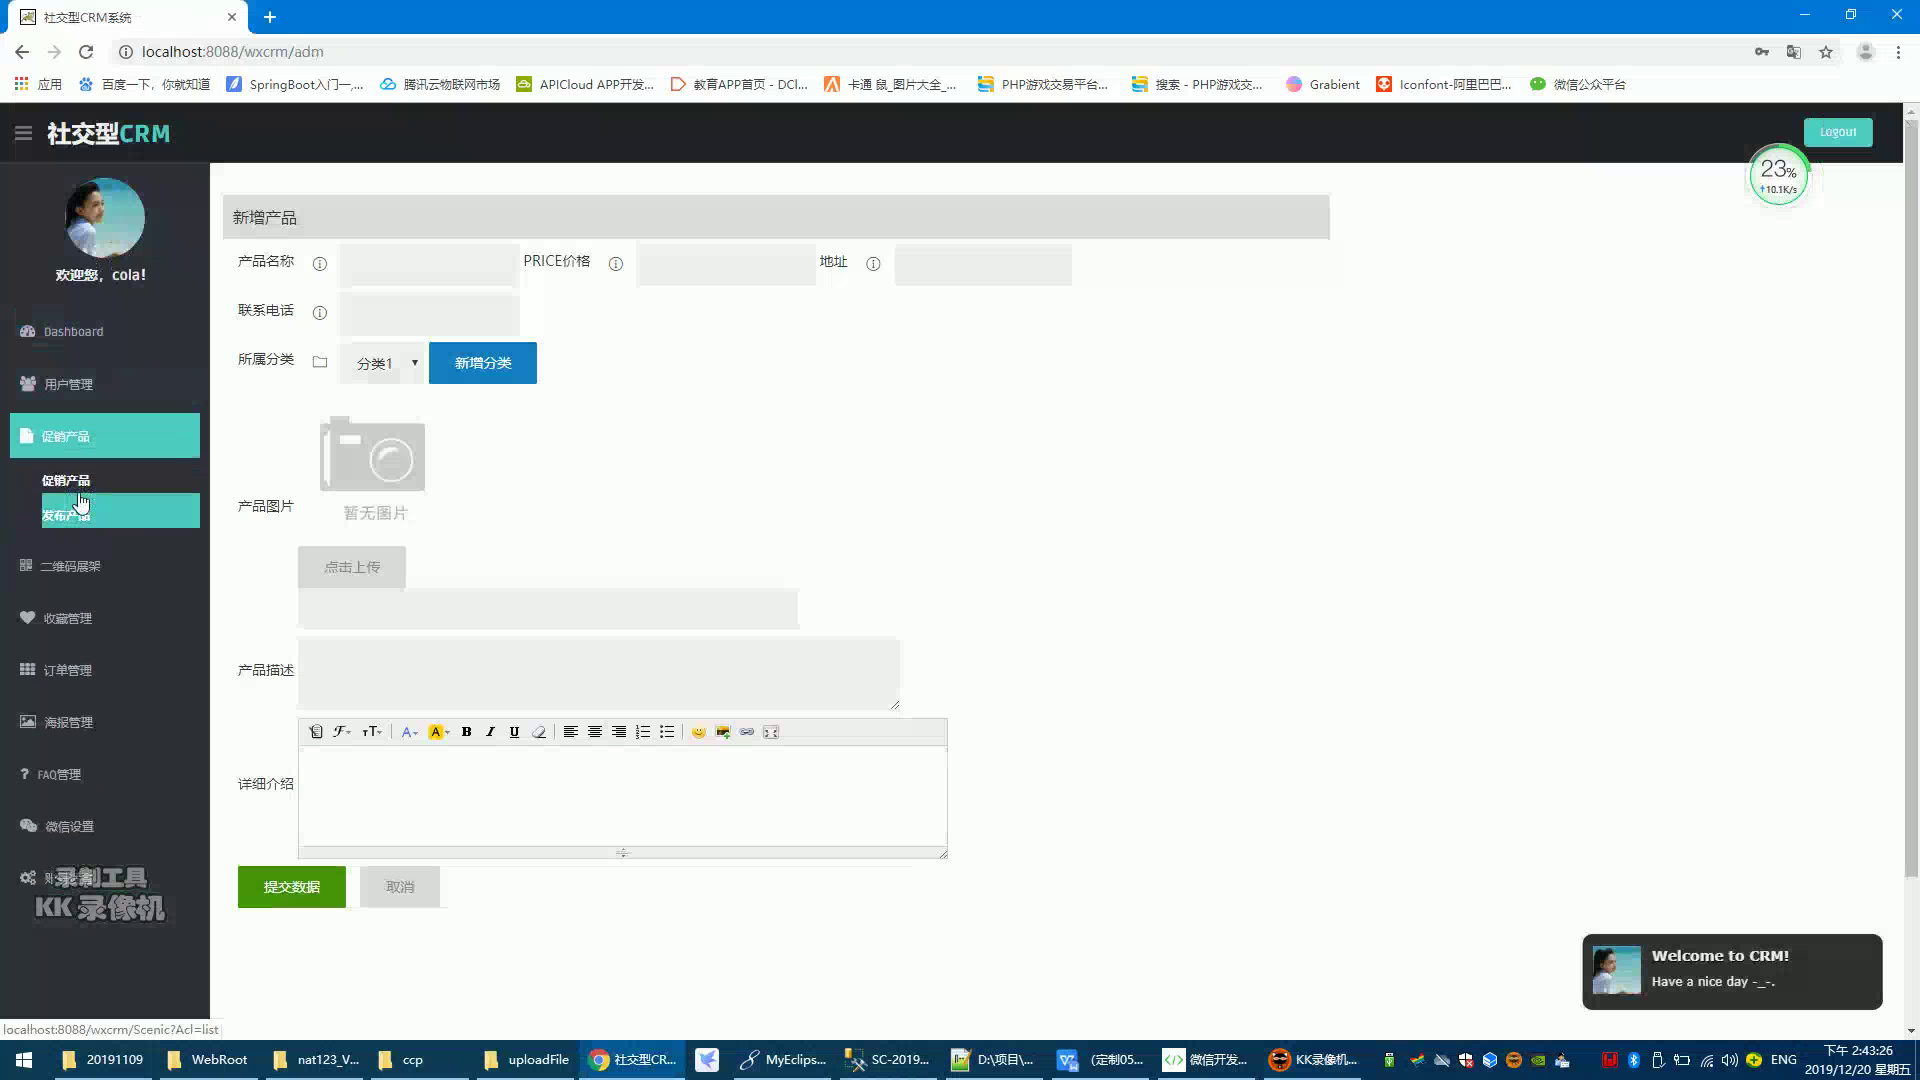 社交型CRM系统
localhost:8088/wxcrm/adm
应用 百度一下，你就知道 SpringBoot入门一,... 腾讯云物联网市场 APICloud APP开发... 教育APP首页 - DCl... 卡通 鼠_图片大全_... PHP游戏交易平台... 搜索 - PHP游戏交... Grabient Iconfont-阿里巴巴... 微信公众平台
社交型CRM Logout
23%
↑10.1K/s
欢迎您，cola!
Dashboard
用户管理
促销产品
促销产品
发布产品
二维码展架
收藏管理
订单管理
海报管理
?FAQ管理
微信设置
录制工具
KK 录像机
新增产品
产品名称 PRICE价格 地址
联系电话
所属分类 分类1 新增分类
产品图片 暂无图片
点击上传
产品描述
详细介绍
提交数据 取消
Welcome to CRM!
Have a nice day -_-.
localhost:8088/wxcrm/Scenic?Acl=list
20191109 WebRoot nat123_V... ccp uploadFile 社交型CR... MyEclips... SC-2019... D:\项目\... (定制05... 微信开发... KK录像机... ENG 下午 2:43:26
2019/12/20 星期五